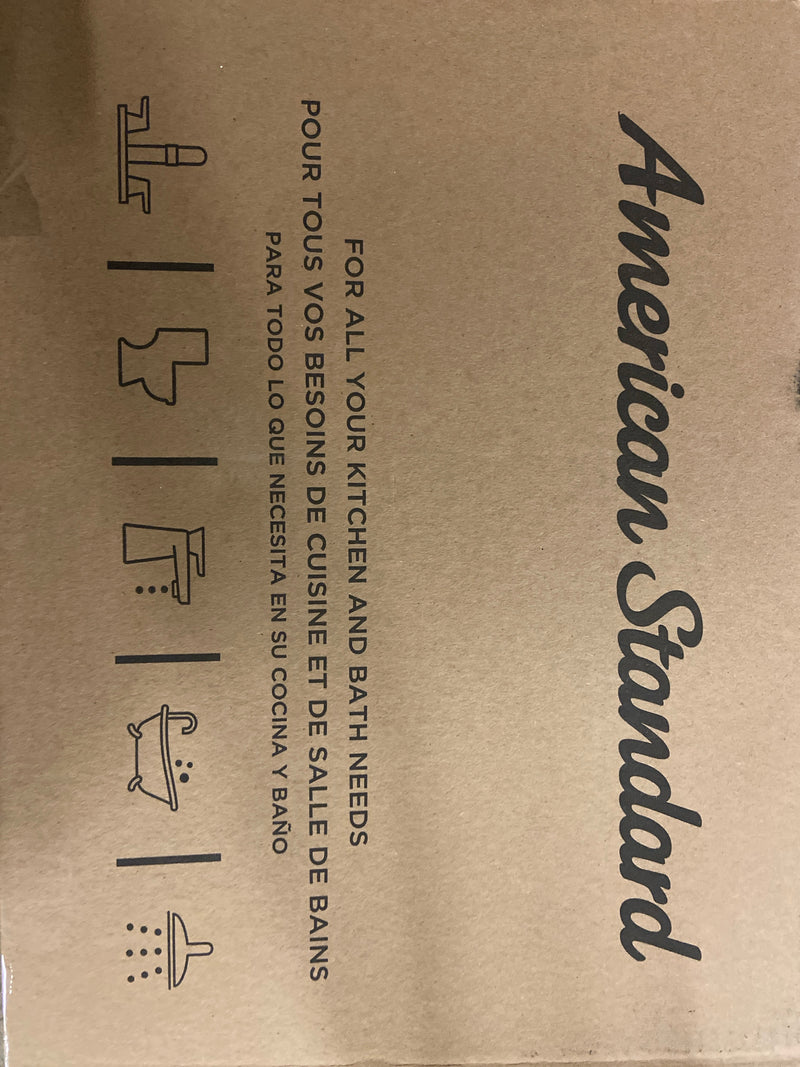 American Standard
FOR ALL YOUR KITCHEN AND BATH NEEDS
POUR TOUS VOS BESOINS DE CUISINE ET DE SALLE DE BAINS
PARA TODO LO QUE NECESITA EN SU COCINA Y BAÑO